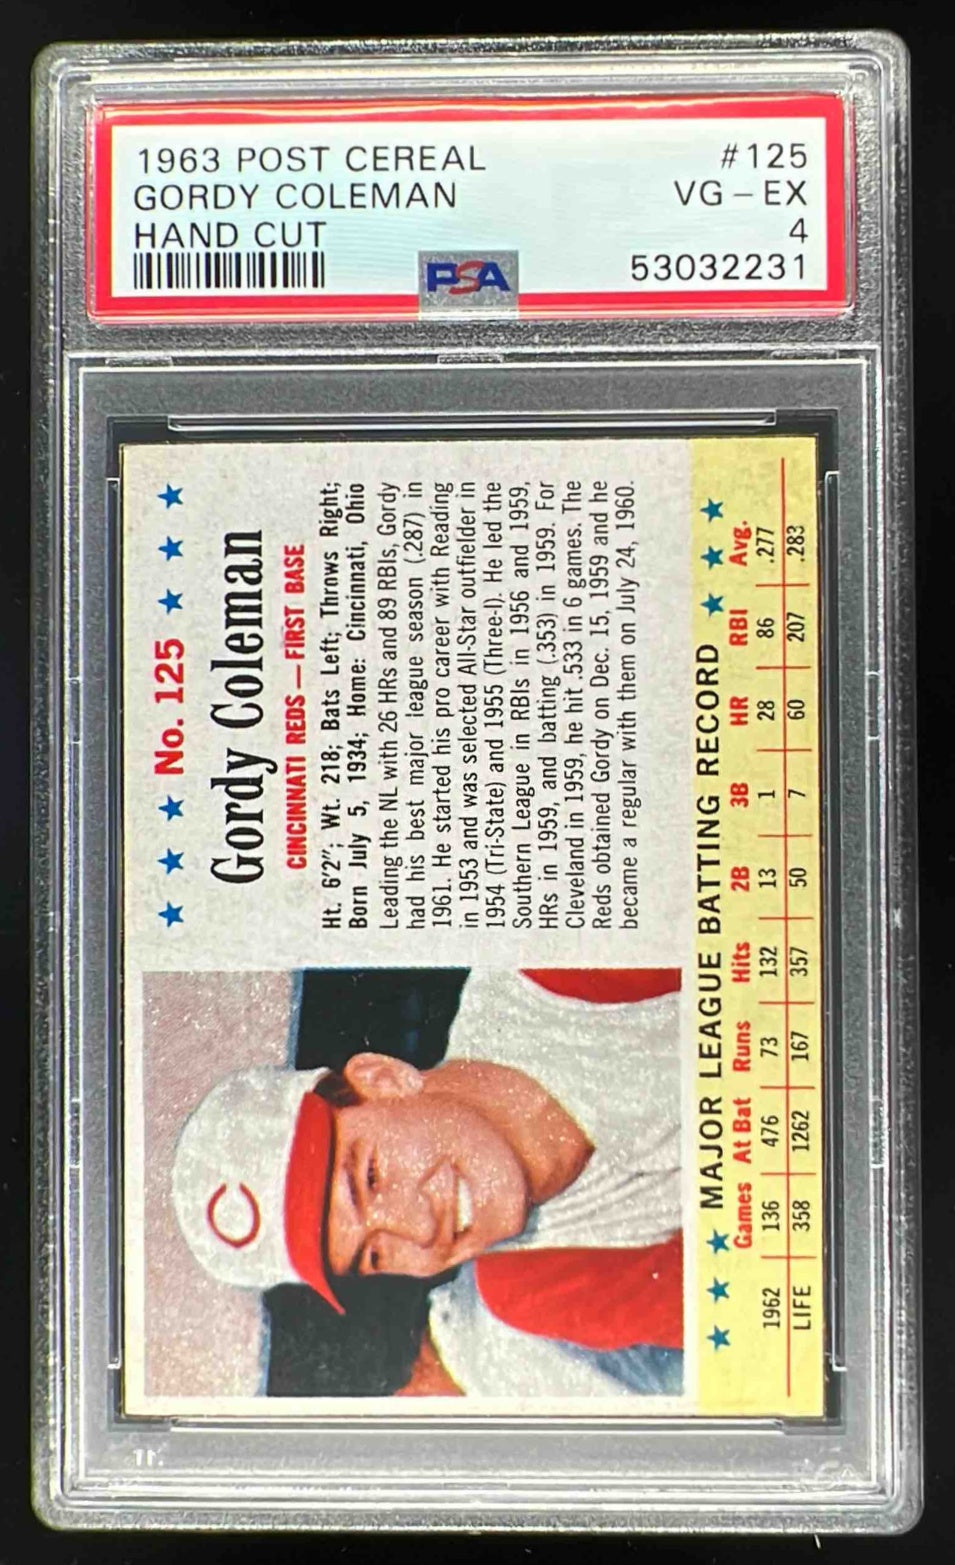 1963 POST CEREAL #125
GORDY COLEMAN VG – EX
HAND CUT 4
PSA 53032231
★ ★ ★ No. 125 ★ ★ ★
Gordy Coleman
CINCINNATI REDS — FIRST BASE
Ht. 6'2"; Wt. 218; Bats Left; Throws Right;
Born July 5, 1934; Home: Cincinnati, Ohio
Leading the NL with 26 HRs and 89 RBIs, Gordy
had his best major league season (.287) in
1961. He started his pro career with Reading
in 1953 and was selected All-Star outfielder in
1954 (Tri-State) and 1955 (Three-I). He led the
Southern League in RBIs in 1956 and 1959,
HRs in 1959, and batting (.353) in 1959. For
Cleveland in 1959, he hit .533 in 6 games. The
Reds obtained Gordy on Dec. 15, 1959 and he
became a regular with them on July 24, 1960.
C
★ ★ ★ MAJOR LEAGUE BATTING RECORD ★ ★ ★
Games At Bat Runs Hits 2B 3B HR RBI Avg.
1962 136 476 73 132 13 1 28 86 .277
LIFE 358 1262 167 357 50 7 60 207 .283